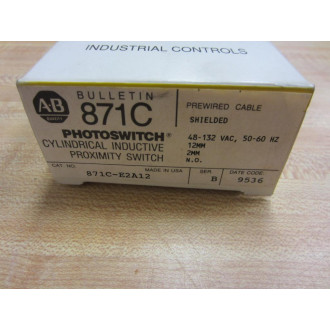 INDUSTRIAL CONTROLS
A-B
BULLETIN
871C
PHOTOSWITCH®
CYLINDRICAL INDUCTIVE
PROXIMITY SWITCH
PREWIRED CABLE
SHIELDED
48-132 VAC, 50-60 HZ
12MM
2MM
N.O.
CAT. NO.
871C-E2A12
MADE IN USA
SER.
B
DATE CODE
9536